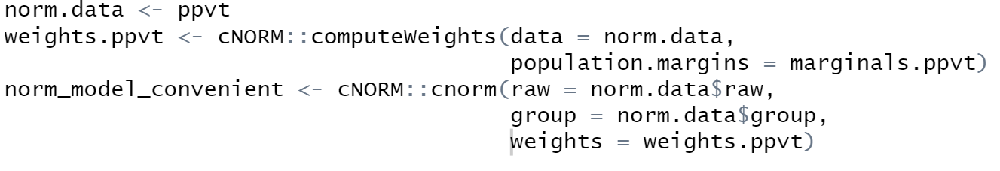 norm.data <- ppvt
weights.ppvt <- cNORM::computeWeights(data = norm.data,
                                      population.margins = marginals.ppvt)
norm_model_convenient <- cNORM::cnorm(raw = norm.data$raw,
                                      group = norm.data$group,
                                      weights = weights.ppvt)